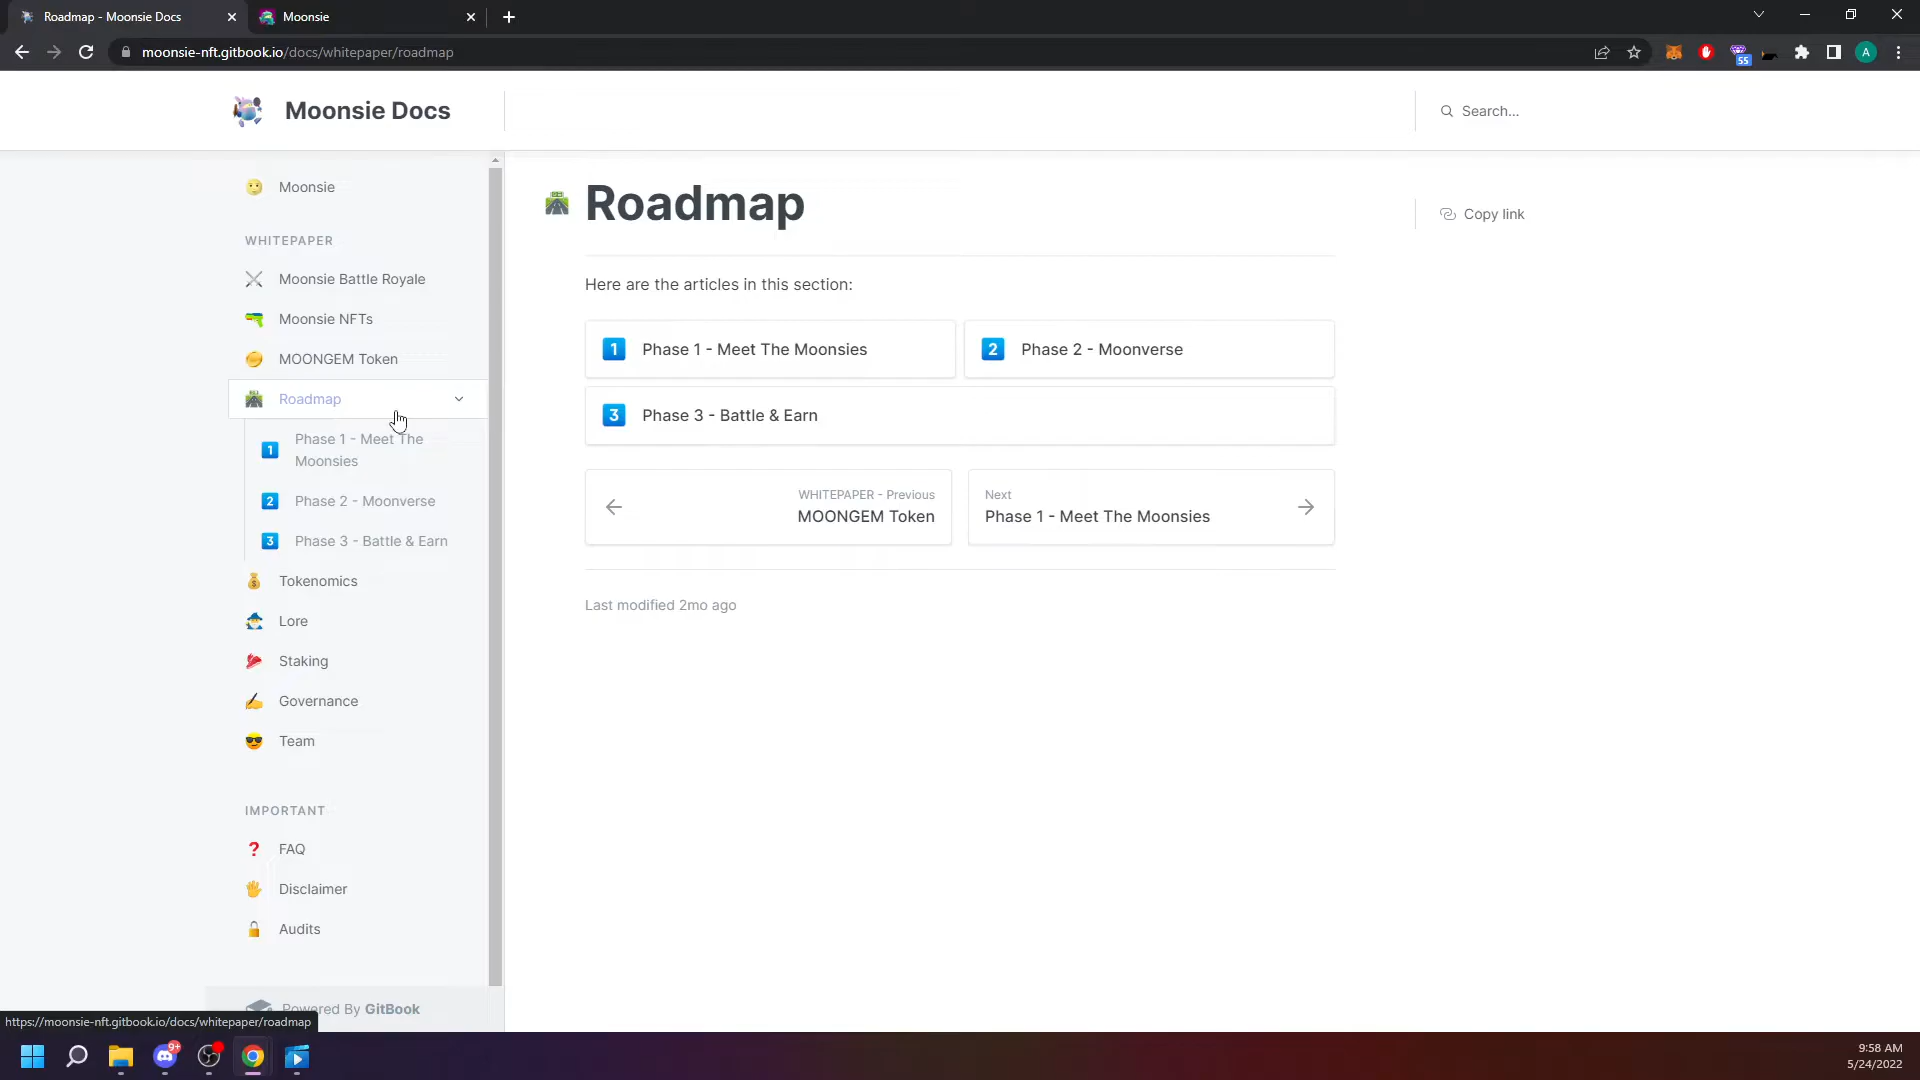 Roadmap - Moonsie Docs
Moonsie
moonsie-nft.gitbook.io/docs/whitepaper/roadmap
55
A
Moonsie Docs
Search...
Moonsie
WHITEPAPER
Moonsie Battle Royale
Moonsie NFTs
MOONGEM Token
Roadmap
1
Phase 1 - Meet The
Moonsies
2
Phase 2 - Moonverse
3
Phase 3 - Battle & Earn
Tokenomics
Lore
Staking
Governance
Team
IMPORTANT
FAQ
Disclaimer
Audits
Powered By GitBook
Roadmap
Copy link
Here are the articles in this section:
1
Phase 1 - Meet The Moonsies
2
Phase 2 - Moonverse
3
Phase 3 - Battle & Earn
WHITEPAPER - Previous
MOONGEM Token
Next
Phase 1 - Meet The Moonsies
Last modified 2mo ago
https://moonsie-nft.gitbook.io/docs/whitepaper/roadmap
9+
9:58 AM
5/24/2022